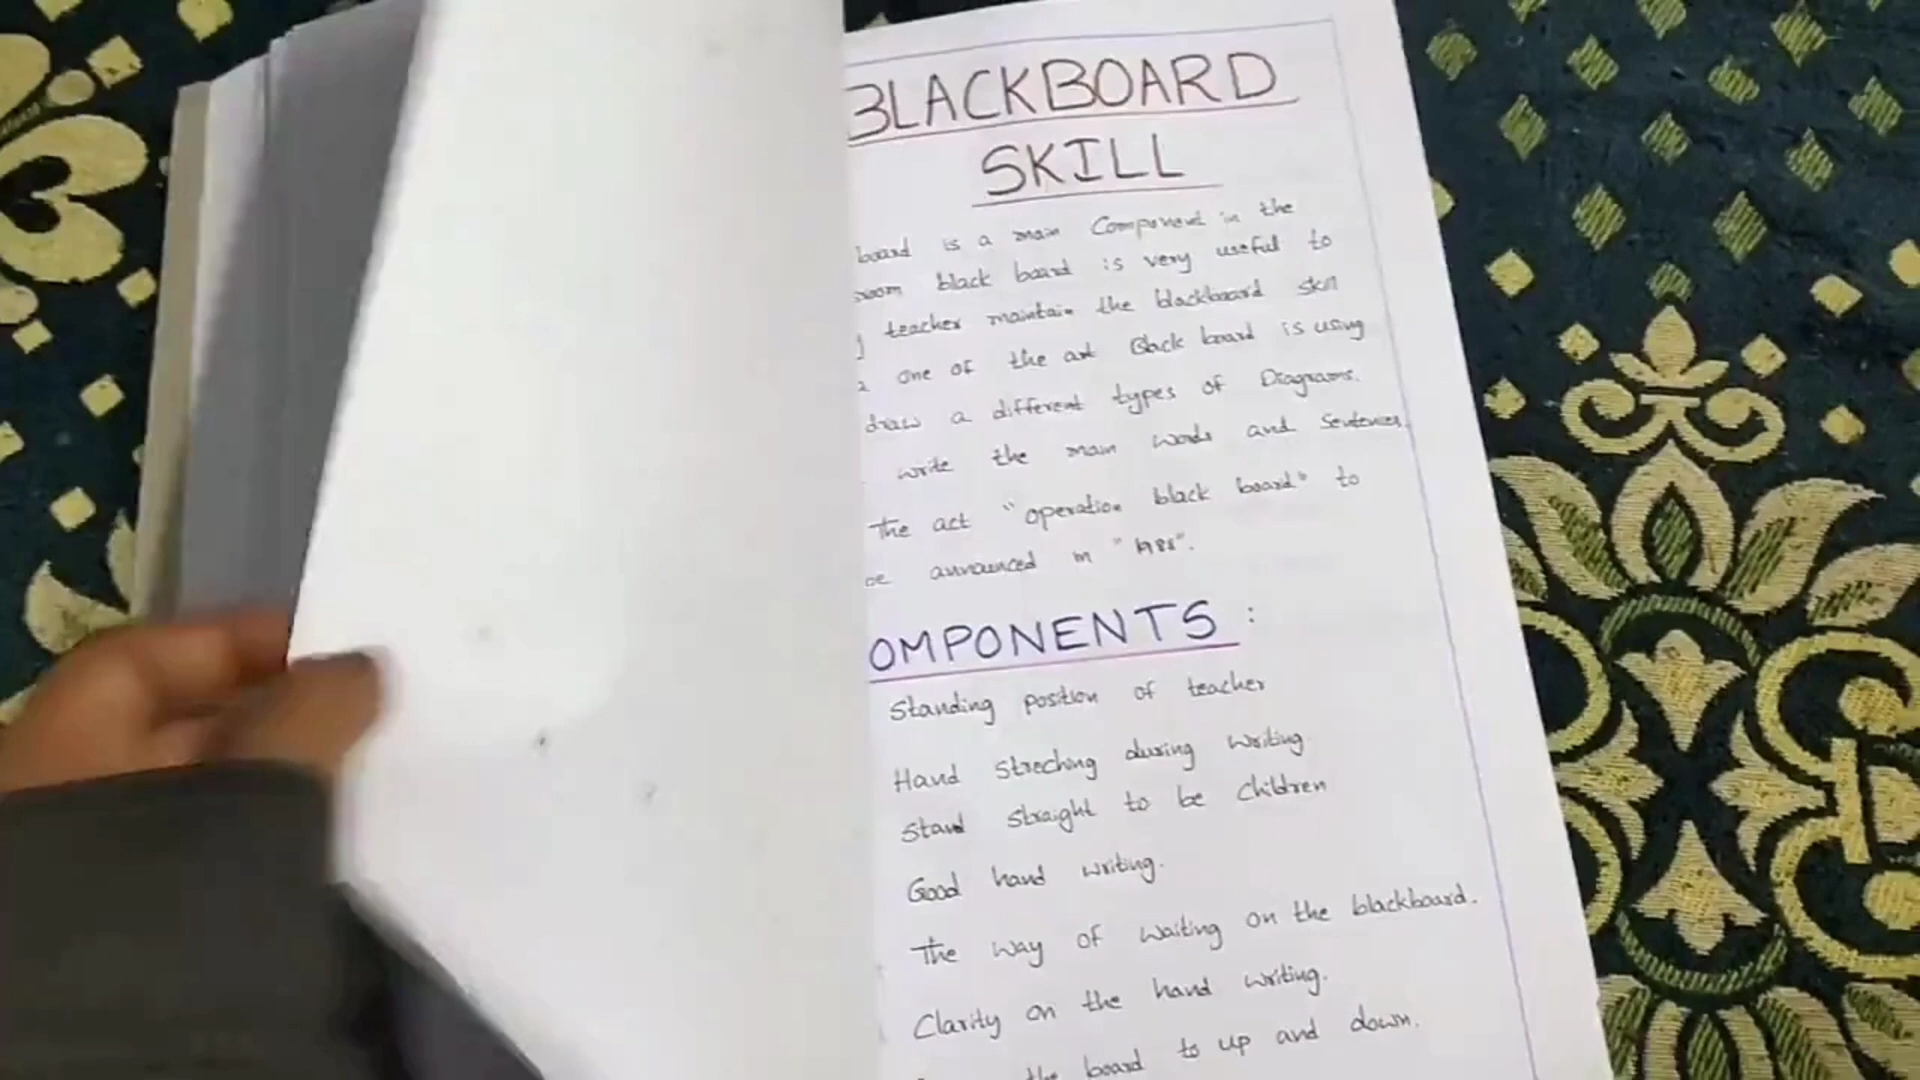 BLACKBOARD
SKILL
board is a main Component in the
room black board is very useful to
teacher maintain the blackboard skill
one of the art Black board is using
draw a different types of Diagrams.
write the main words and Sentences.
The act "operation black board" to
be announced in "1988".
OMPONENTS :
Standing position of teacher
Hand streching during writing.
Stand straight to be children
Good hand writing.
The way of waiting on the blackboard.
Clarity on the hand writing.
the board to up and down.